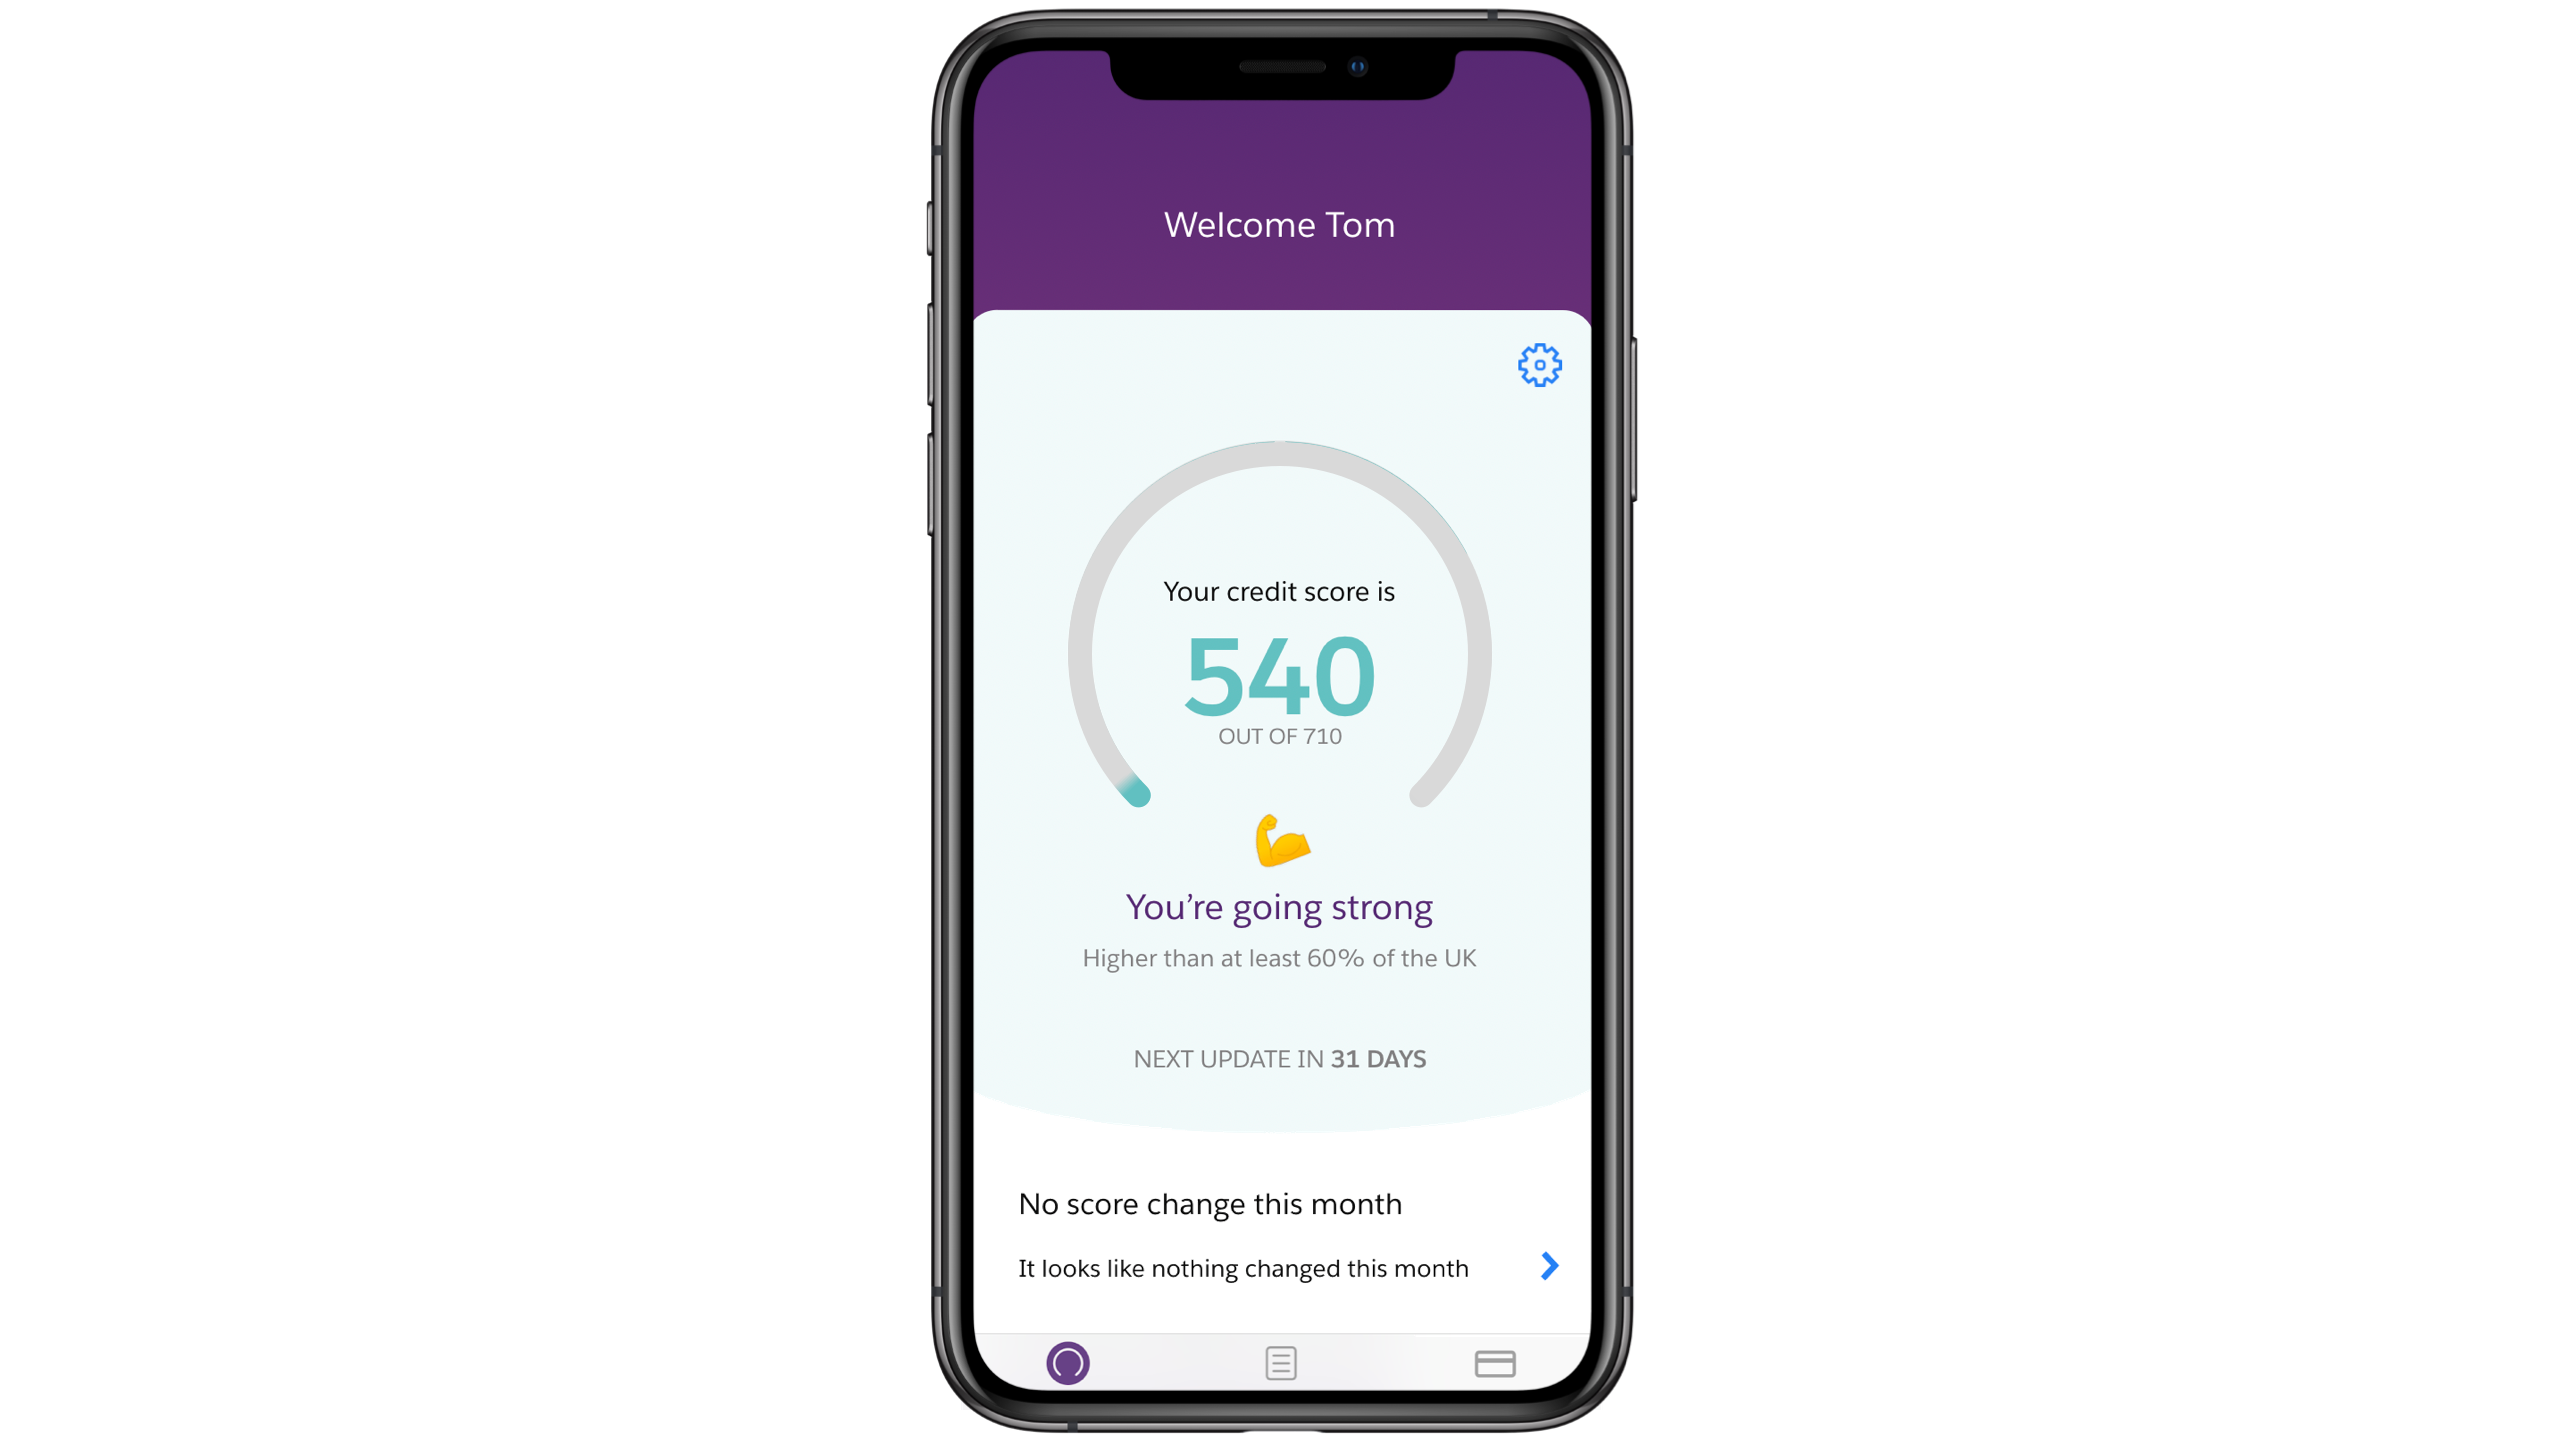 Welcome Tom
Your credit score is
540
OUT OF 710
You’re going strong
Higher than at least 60% of the UK
NEXT UPDATE IN 31 DAYS
No score change this month
It looks like nothing changed this month